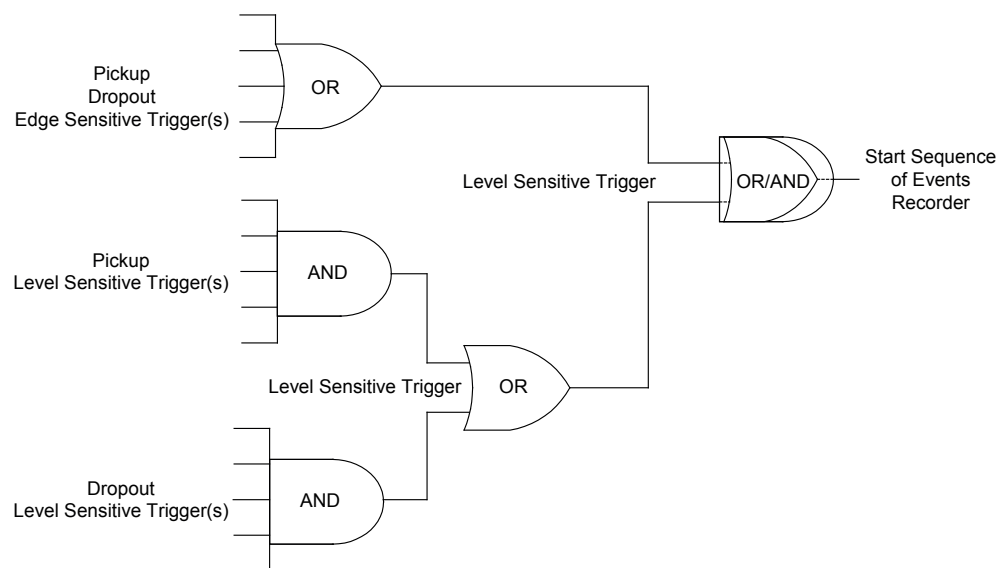 Pickup
Dropout
Edge Sensitive Trigger(s)
OR
Level Sensitive Trigger
OR/AND
Start Sequence
of Events
Recorder
Pickup
Level Sensitive Trigger(s)
AND
Level Sensitive Trigger
OR
Dropout
Level Sensitive Trigger(s)
AND